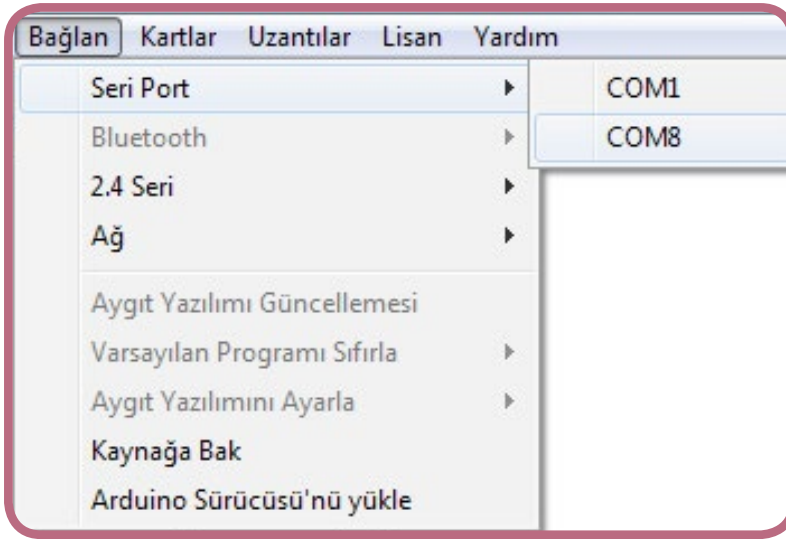 Bağlan Kartlar Uzantılar Lisan Yardım
Seri Port
COM1
Bluetooth
COM8
2.4 Seri
Ağ
Aygıt Yazılımı Güncellemesi
Varsayılan Programı Sıfırla
Aygıt Yazılımını Ayarla
Kaynağa Bak
Arduino Sürücüsü'nü yükle